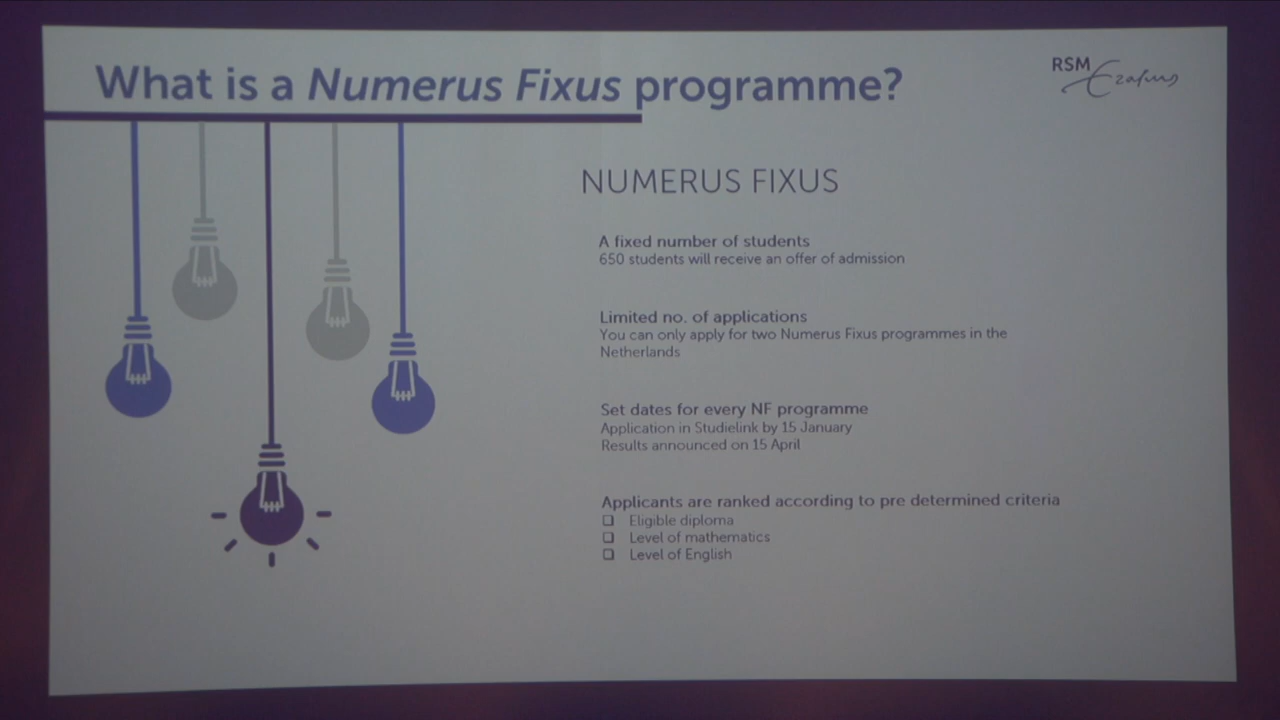 What is a Numerus Fixus programme?
RSM
Erasmus
NUMERUS FIXUS
A fixed number of students
650 students will receive an offer of admission
Limited no. of applications
You can only apply for two Numerus Fixus programmes in the
Netherlands
Set dates for every NF programme
Application in Studielink by 15 January
Results announced on 15 April
Applicants are ranked according to pre determined criteria
Eligible diploma
Level of mathematics
Level of English